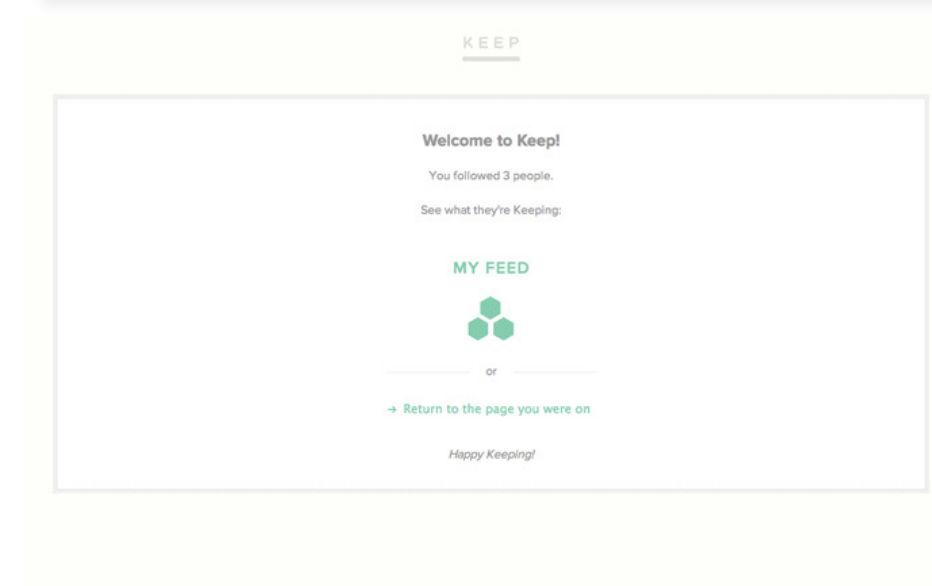 KEEP
Welcome to Keep!
You followed 3 people.
See what they're Keeping:
MY FEED
or
→ Return to the page you were on
Happy Keeping!